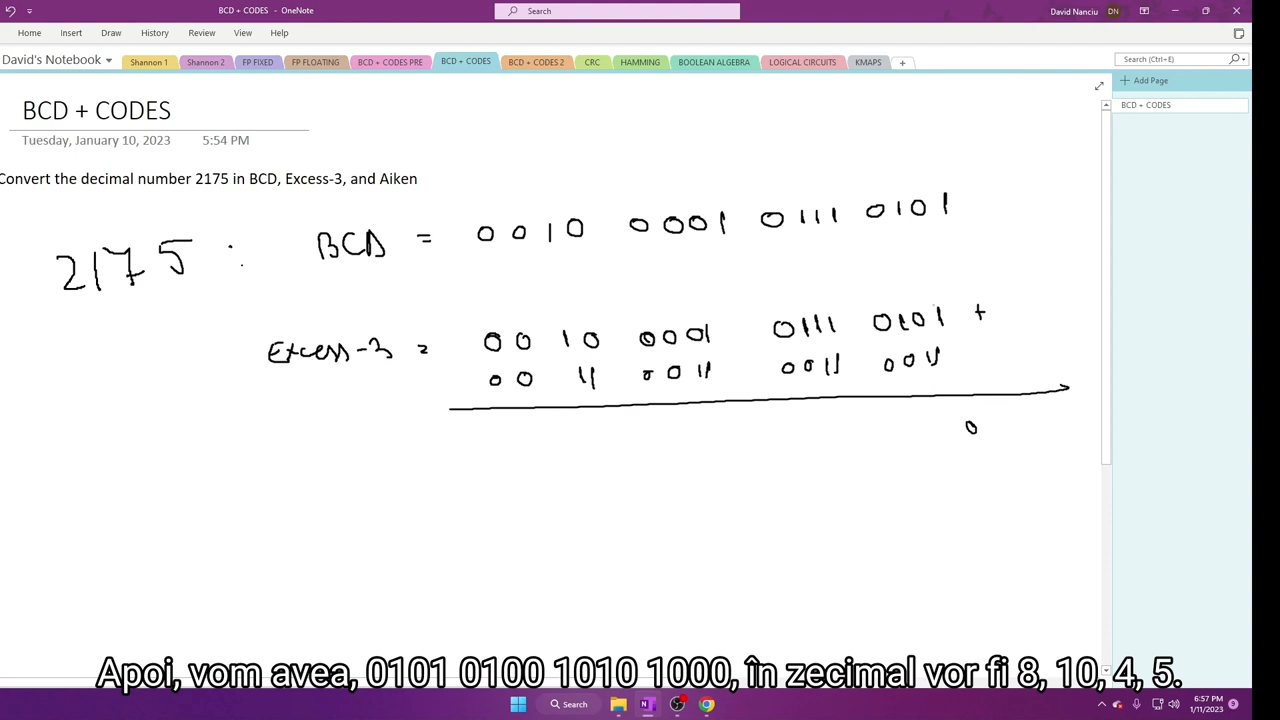 BCD + CODES - OneNote
Search
David Nanciu DN
Home Insert Draw History Review View Help
David's Notebook
Shannon 1 Shannon 2 FP FIXED FP FLOATING BCD + CODES PRE BCD + CODES BCD + CODES 2 CRC HAMMING BOOLEAN ALGEBRA LOGICAL CIRCUITS KMAPS +
Search (Ctrl+E)
Add Page
BCD + CODES
BCD + CODES
Tuesday, January 10, 2023 5:54 PM
Convert the decimal number 2175 in BCD, Excess-3, and Aiken
2175 : BCD = 0010 0001 0111 0101
Excess-3 = 0010 0001 0111 0101 +
0011 0011 0011 0011
0
Apoi, vom avea, 0101 0100 1010 1000, în zecimal vor fi 8, 10, 4, 5.
Search
6:57 PM
1/11/2023